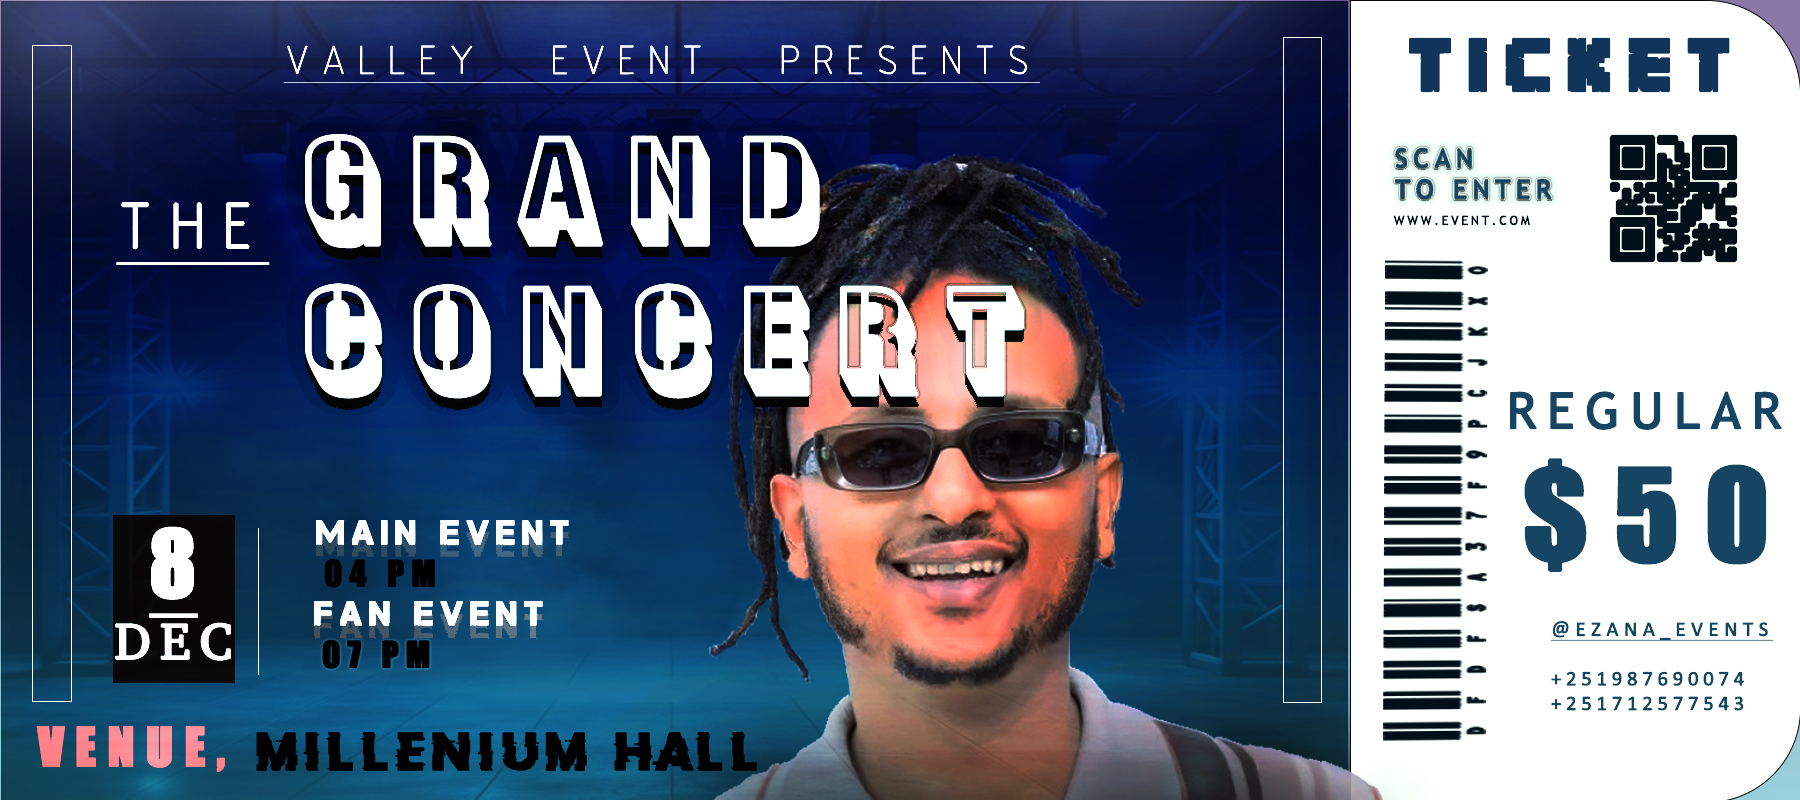 VALLEY EVENT PRESENTS
THE
GRAND
CONCERT
8
DEC
MAIN EVENT
04 PM
FAN EVENT
07 PM
VENUE, MILLENIUM HALL
TICKET
SCAN
TO ENTER
WWW.EVENT.COM
DFDFSA37F9PCJKXO
REGULAR
$50
@EZANA_EVENTS
+251987690074
+251712577543